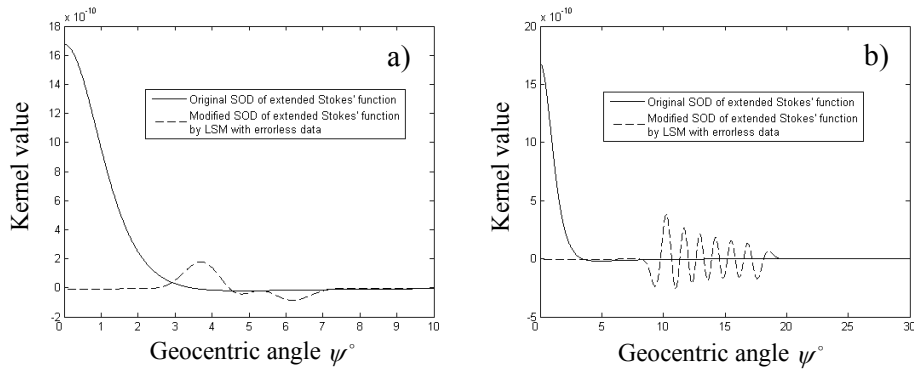 x 10⁻¹⁰
18
16
14
12
10
8
6
4
2
0
-2
0 1 2 3 4 5 6 7 8 9 10
a)
Original SOD of extended Stokes' function
Modified SOD of extended Stokes' function
by LSM with errorless data
Kernel value
Geocentric angle ψ°
x 10⁻¹⁰
20
15
10
5
0
-5
0 5 10 15 20 25 30
b)
Original SOD of extended Stokes' function
Modified SOD of extended Stokes' function
by LSM with errorless data
Kernel value
Geocentric angle ψ°